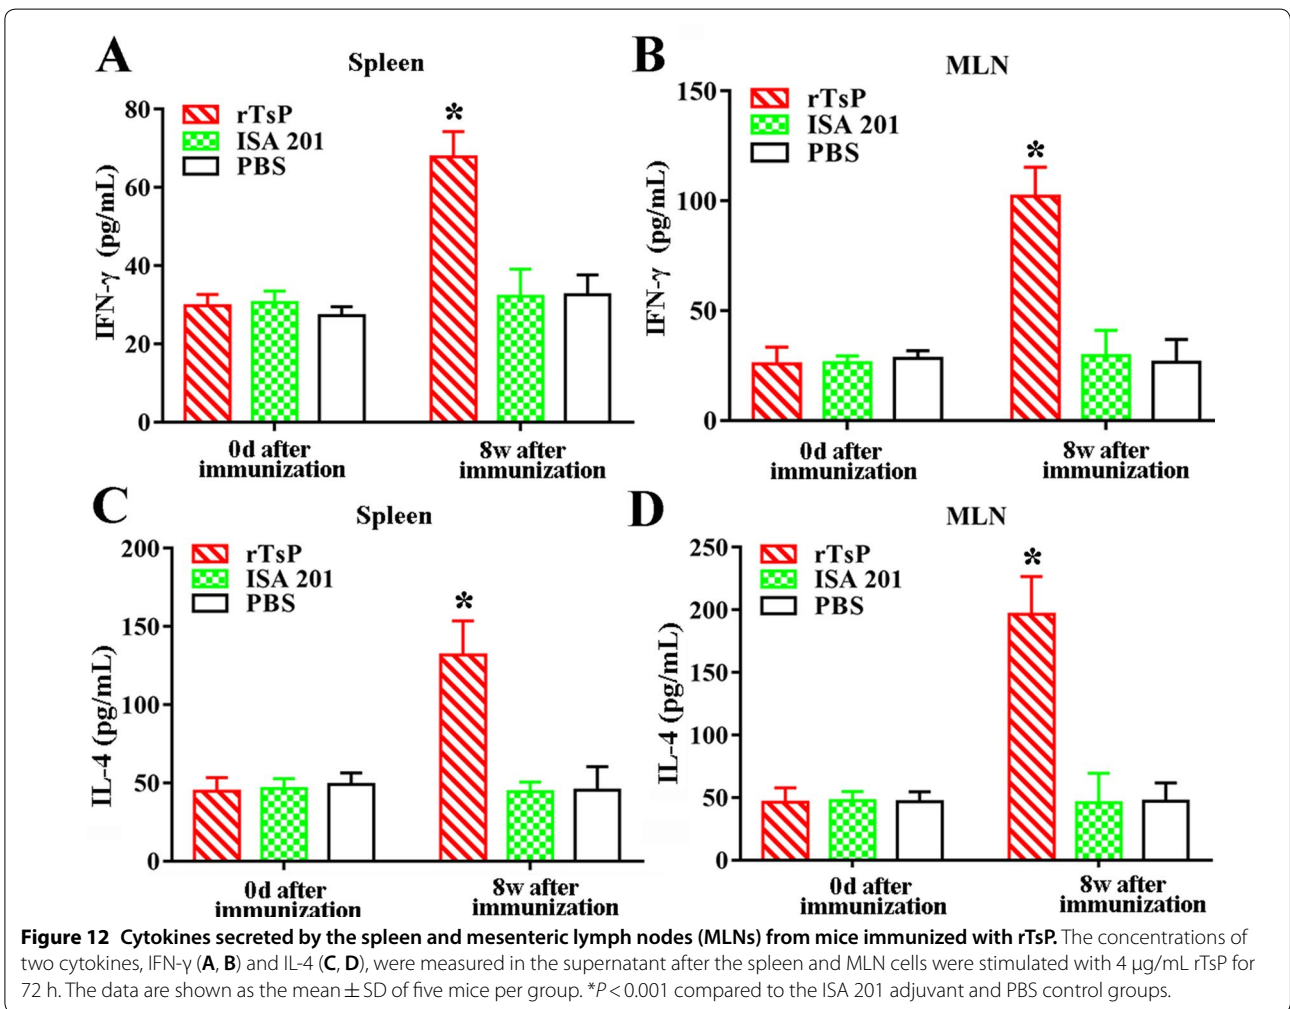 A
Spleen
rTsP
ISA 201
PBS
*
IFN-γ (pg/mL)
80
60
40
20
0
0d after
immunization
8w after
immunization
B
MLN
rTsP
ISA 201
PBS
*
IFN-γ (pg/mL)
150
100
50
0
0d after
immunization
8w after
immunization
C
Spleen
rTsP
ISA 201
PBS
*
IL-4 (pg/mL)
200
150
100
50
0
0d after
immunization
8w after
immunization
D
MLN
rTsP
ISA 201
PBS
*
IL-4 (pg/mL)
250
200
150
100
50
0
0d after
immunization
8w after
immunization
Figure 12 Cytokines secreted by the spleen and mesenteric lymph nodes (MLNs) from mice immunized with rTsP. The concentrations of
two cytokines, IFN-γ (A, B) and IL-4 (C, D), were measured in the supernatant after the spleen and MLN cells were stimulated with 4 µg/mL rTsP for
72 h. The data are shown as the mean ± SD of five mice per group. *P < 0.001 compared to the ISA 201 adjuvant and PBS control groups.